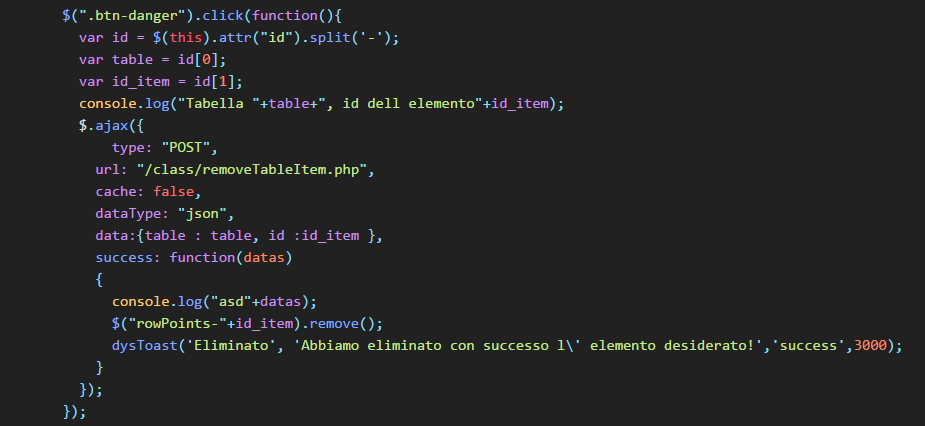 $(".btn-danger").click(function(){
var id = $(this).attr("id").split('-');
var table = id[0];
var id_item = id[1];
console.log("Tabella "+table+", id dell elemento"+id_item);
$.ajax({
type: "POST",
url: "/class/removeTableItem.php",
cache: false,
dataType: "json",
data:{table : table, id :id_item },
success: function(datas)
{
console.log("asd"+datas);
$("rowPoints-"+id_item).remove();
dysToast('Eliminato', 'Abbiamo eliminato con successo l\' elemento desiderato!','success',3000);
}
});
});